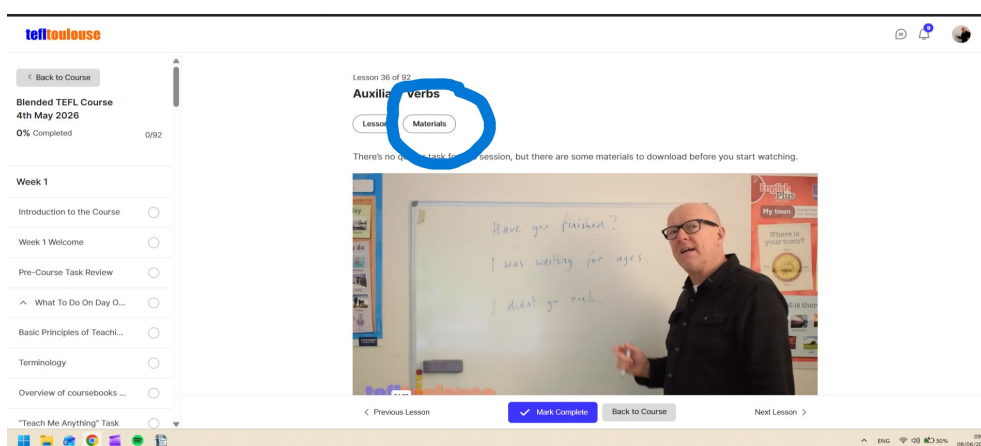 tefltoulouse
9
< Back to Course
Blended TEFL Course
4th May 2026
0% Completed
0/92
Week 1
Introduction to the Course
Week 1 Welcome
Pre-Course Task Review
What To Do On Day O...
Basic Principles of Teachi...
Terminology
Overview of coursebooks ...
"Teach Me Anything" Task
Lesson 36 of 92
Verbs
Materials
There's no task session, but there are some materials to download before you start watching.
Have you finished?
I was waiting for ages.
I didn't go out.
English
Plus
My town
Where is
your town?
< Previous Lesson
Mark Complete
Back to Course
Next Lesson >
ENG
50%